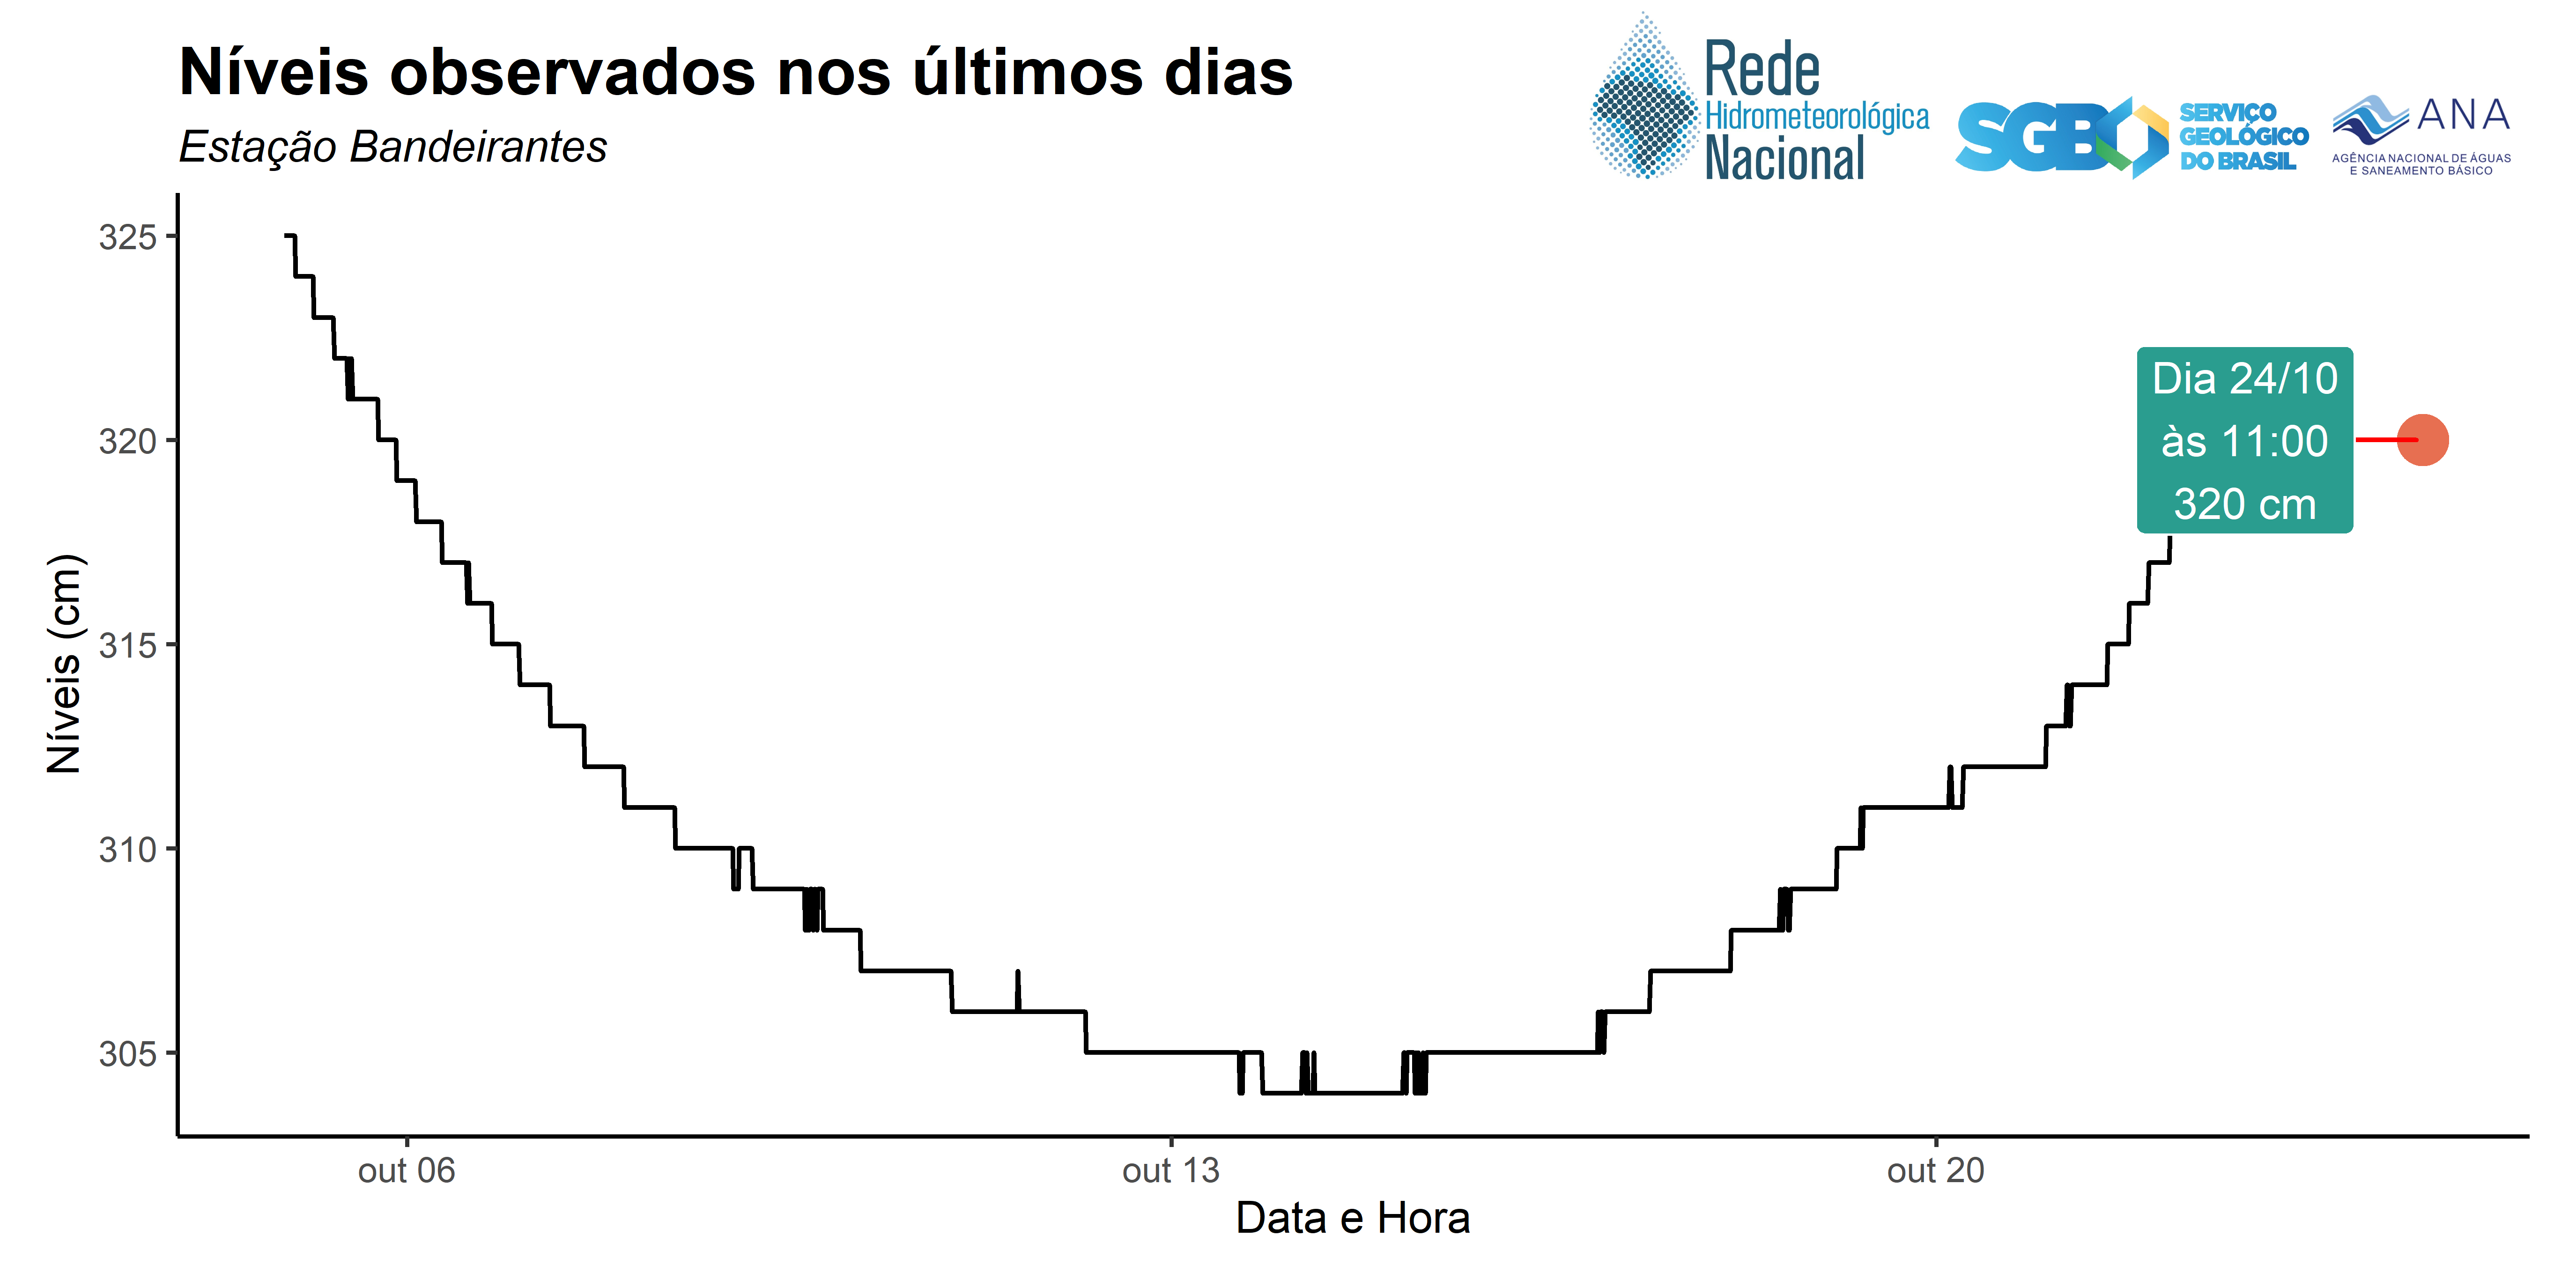 Níveis observados nos últimos dias
Estação Bandeirantes
Rede
Hidrometeorológica
Nacional
SGB
SERVIÇO
GEOLÓGICO
DO BRASIL
ANA
AGÊNCIA NACIONAL DE ÁGUAS
E SANEAMENTO BÁSICO
325
320
315
310
305
Níveis (cm)
Dia 24/10
às 11:00
320 cm
out 06
out 13
out 20
Data e Hora